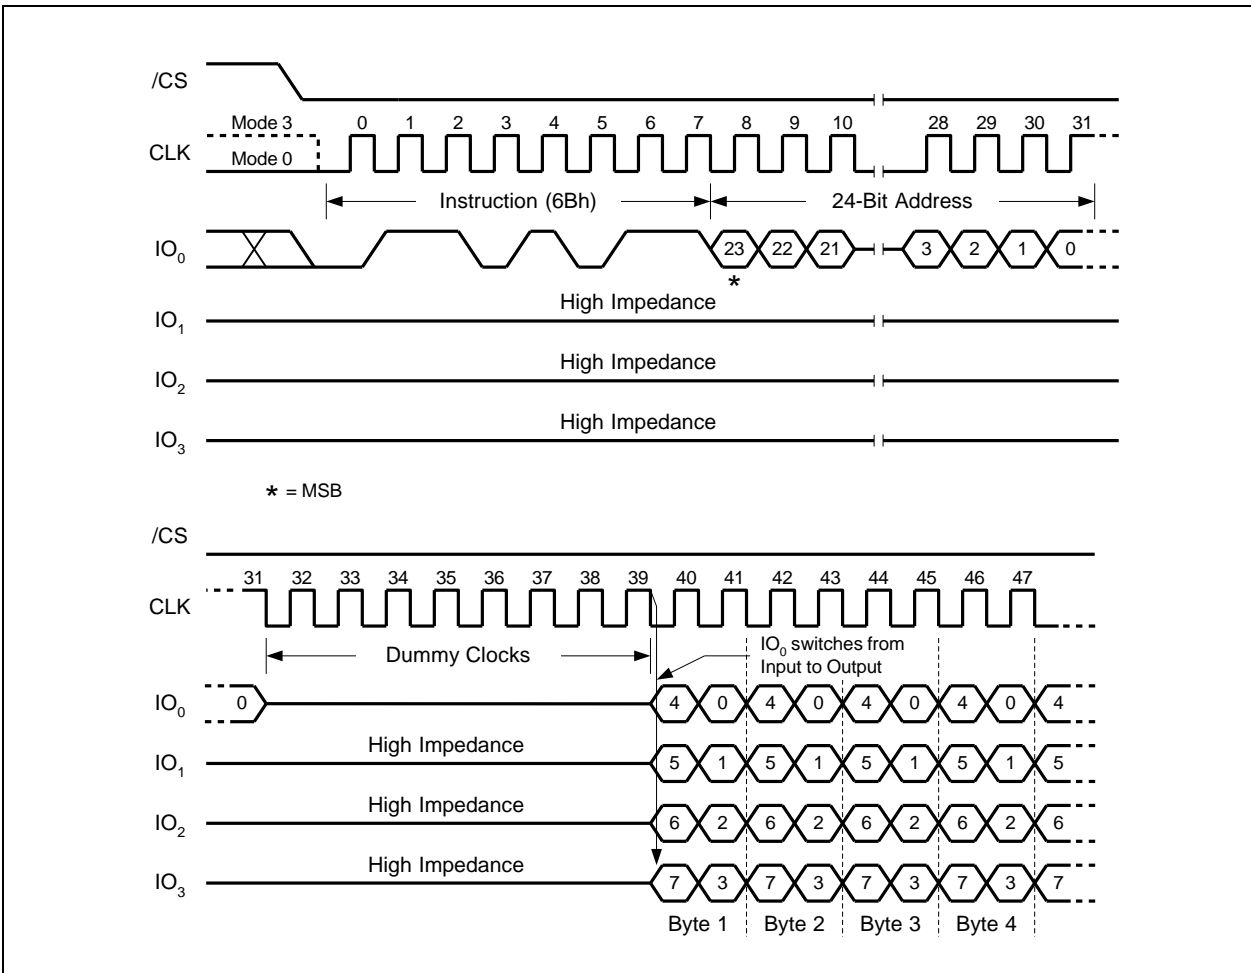 /CS
Mode 3 0 1 2 3 4 5 6 7 8 9 10 28 29 30 31
CLK Mode 0
Instruction (6Bh) 24-Bit Address
IO0 23 22 21 3 2 1 0
*
High Impedance
IO1
High Impedance
IO2
High Impedance
IO3
* = MSB
/CS
31 32 33 34 35 36 37 38 39 40 41 42 43 44 45 46 47
CLK
Dummy Clocks IO0 switches from
Input to Output
IO0 0 4 0 4 0 4 0 4 0 4
High Impedance
IO1 5 1 5 1 5 1 5 1 5
High Impedance
IO2 6 2 6 2 6 2 6 2 6
High Impedance
IO3 7 3 7 3 7 3 7 3 7
Byte 1 Byte 2 Byte 3 Byte 4